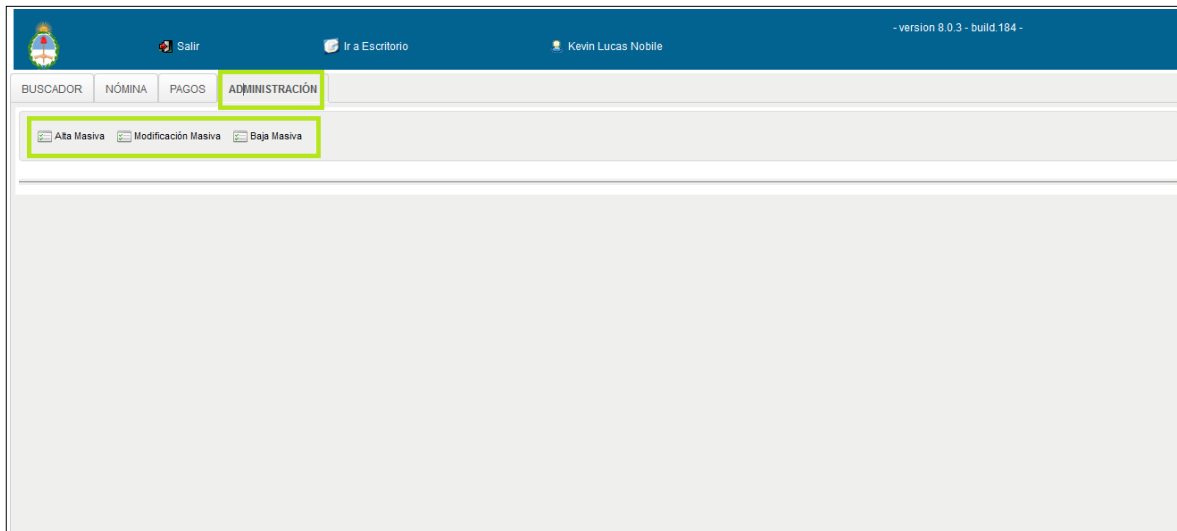 - version 8.0.3 - build.184 -
Salir Ir a Escritorio Kevin Lucas Nobile
BUSCADOR NÓMINA PAGOS ADMINISTRACIÓN
Alta Masiva Modificación Masiva Baja Masiva